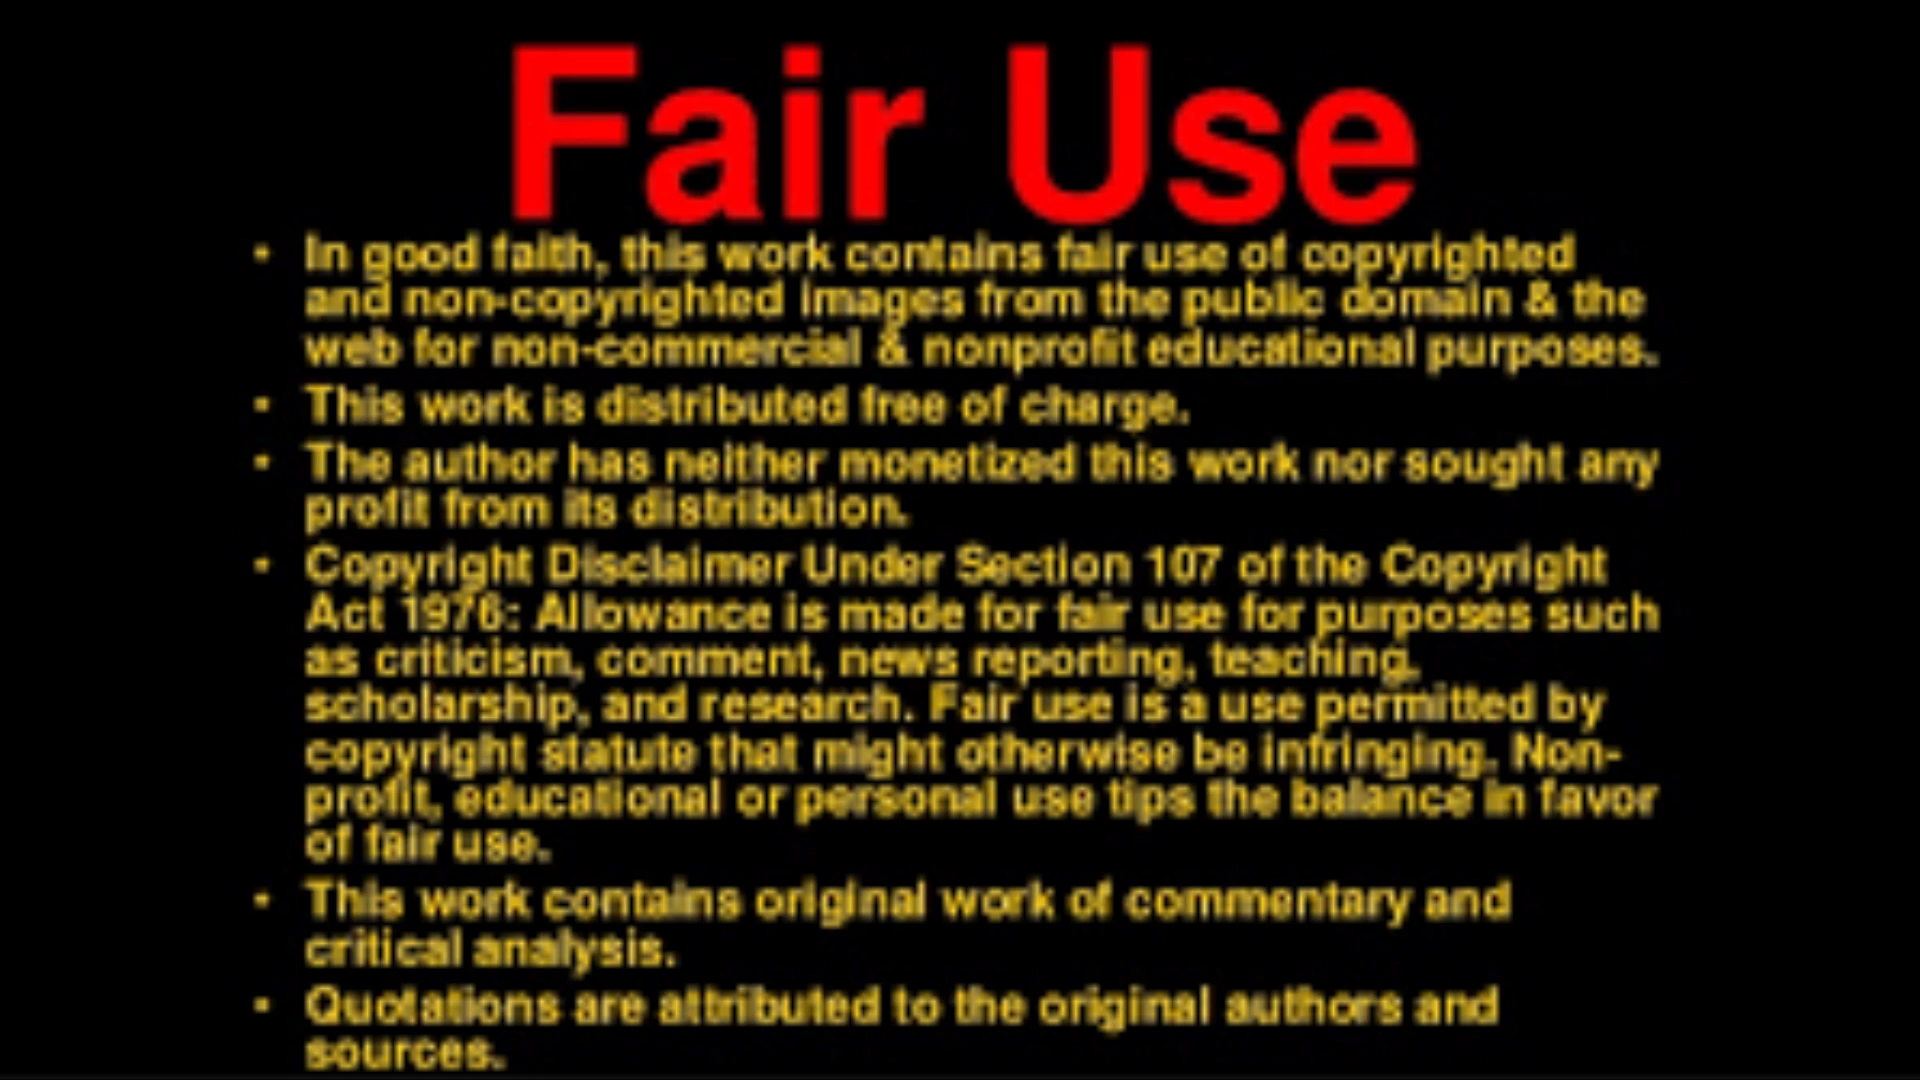 Fair Use
• In good faith, this work contains fair use of copyrighted
and non-copyrighted images from the public domain & the
web for non-commercial & nonprofit educational purposes.
• This work is distributed free of charge.
• The author has neither monetized this work nor sought any
profit from its distribution.
• Copyright Disclaimer Under Section 107 of the Copyright
Act 1976: Allowance is made for fair use for purposes such
as criticism, comment, news reporting, teaching,
scholarship, and research. Fair use is a use permitted by
copyright statute that might otherwise be infringing. Non-
profit, educational or personal use tips the balance in favor
of fair use.
• This work contains original work of commentary and
critical analysis.
• Quotations are attributed to the original authors and
sources.